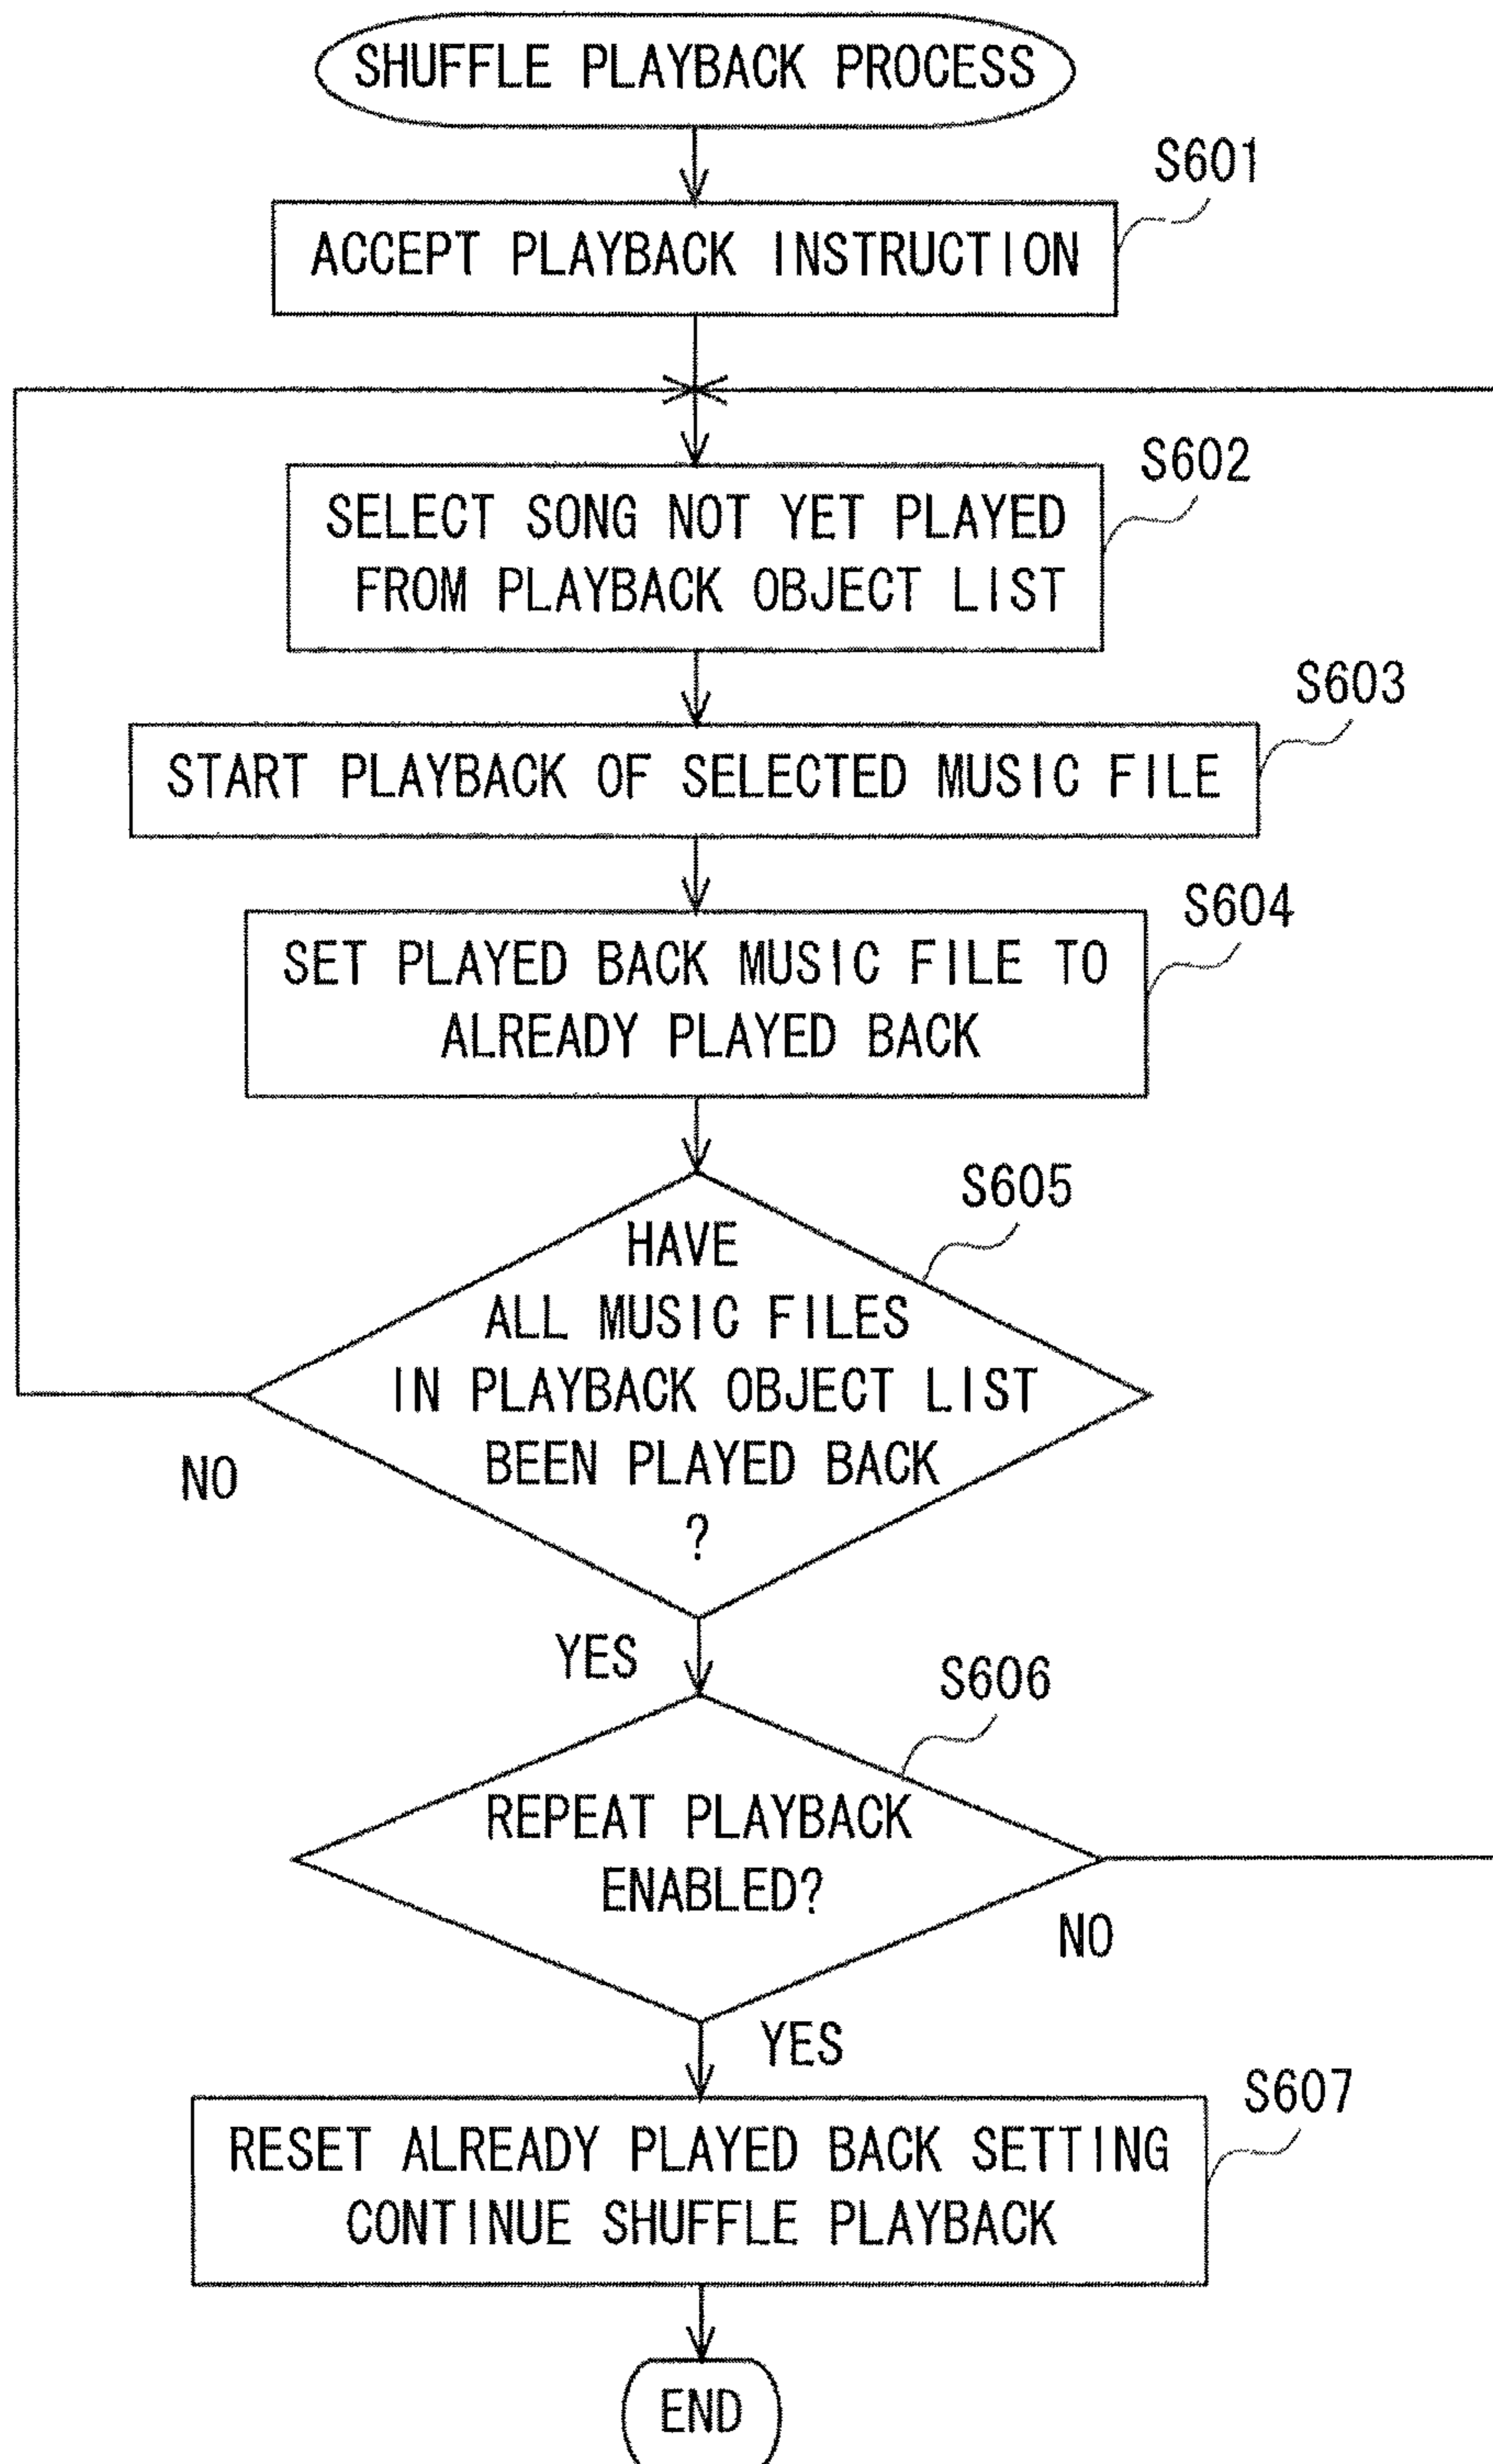 SHUFFLE PLAYBACK PROCESS
S601
ACCEPT PLAYBACK INSTRUCTION
S602
SELECT SONG NOT YET PLAYED
FROM PLAYBACK OBJECT LIST
S603
START PLAYBACK OF SELECTED MUSIC FILE
S604
SET PLAYED BACK MUSIC FILE TO
ALREADY PLAYED BACK
S605
HAVE
ALL MUSIC FILES
IN PLAYBACK OBJECT LIST
BEEN PLAYED BACK
?
NO
YES
S606
REPEAT PLAYBACK
ENABLED?
NO
YES
S607
RESET ALREADY PLAYED BACK SETTING
CONTINUE SHUFFLE PLAYBACK
END